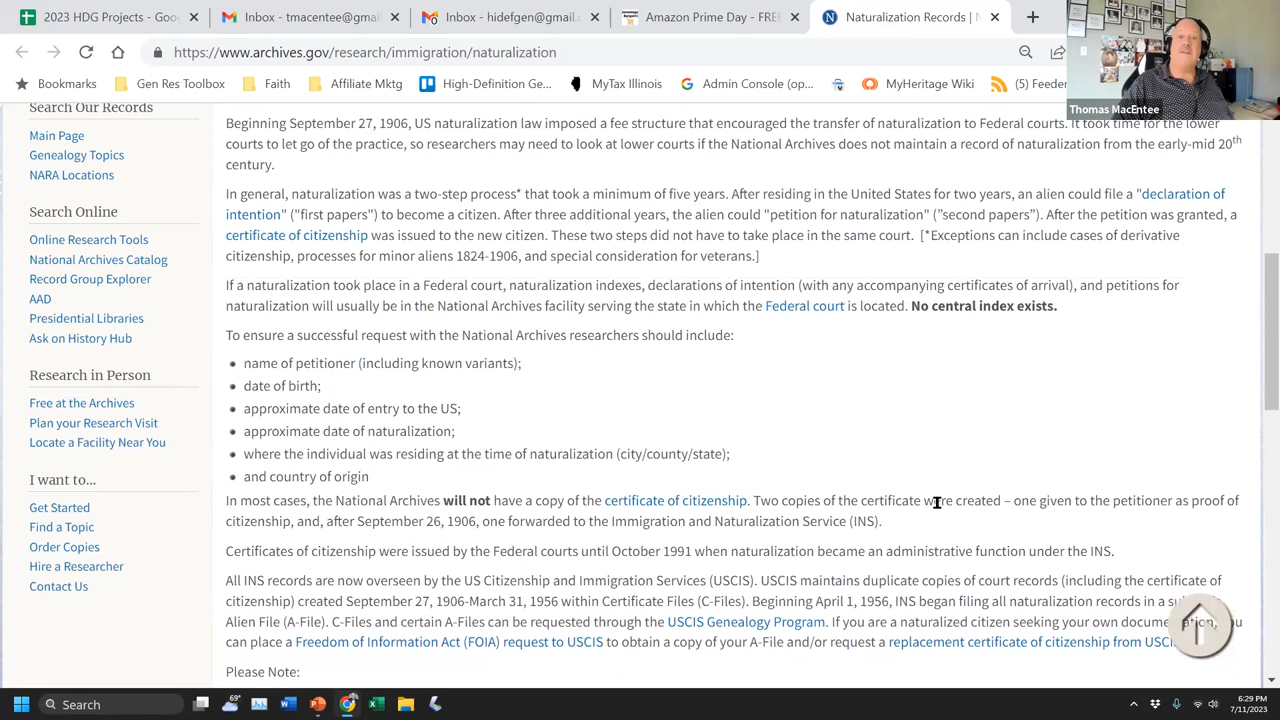 2023 HDG Projects - Goo
Inbox - tmacentee@gmail
Inbox - hidefgen@gmail.c
Amazon Prime Day - FREE
Naturalization Records | N
https://www.archives.gov/research/immigration/naturalization
Bookmarks
Gen Res Toolbox
Faith
Affiliate Mktg
High-Definition Ge...
MyTax Illinois
Admin Console (op...
MyHeritage Wiki
(5) Feeder
Thomas MacEntee
Search Our Records
Main Page
Genealogy Topics
NARA Locations
Search Online
Online Research Tools
National Archives Catalog
Record Group Explorer
AAD
Presidential Libraries
Ask on History Hub
Research in Person
Free at the Archives
Plan your Research Visit
Locate a Facility Near You
I want to...
Get Started
Find a Topic
Order Copies
Hire a Researcher
Contact Us
Beginning September 27, 1906, US naturalization law imposed a fee structure that encouraged the transfer of naturalization to Federal courts. It took time for the lower
courts to let go of the practice, so researchers may need to look at lower courts if the National Archives does not maintain a record of naturalization from the early-mid 20th
century.
In general, naturalization was a two-step process* that took a minimum of five years. After residing in the United States for two years, an alien could file a "declaration of
intention" ("first papers") to become a citizen. After three additional years, the alien could "petition for naturalization" ("second papers"). After the petition was granted, a
certificate of citizenship was issued to the new citizen. These two steps did not have to take place in the same court. [*Exceptions can include cases of derivative
citizenship, processes for minor aliens 1824-1906, and special consideration for veterans.]
If a naturalization took place in a Federal court, naturalization indexes, declarations of intention (with any accompanying certificates of arrival), and petitions for
naturalization will usually be in the National Archives facility serving the state in which the Federal court is located. No central index exists.
To ensure a successful request with the National Archives researchers should include:
name of petitioner (including known variants);
date of birth;
approximate date of entry to the US;
approximate date of naturalization;
where the individual was residing at the time of naturalization (city/county/state);
and country of origin
In most cases, the National Archives will not have a copy of the certificate of citizenship. Two copies of the certificate were created – one given to the petitioner as proof of
citizenship, and, after September 26, 1906, one forwarded to the Immigration and Naturalization Service (INS).
Certificates of citizenship were issued by the Federal courts until October 1991 when naturalization became an administrative function under the INS.
All INS records are now overseen by the US Citizenship and Immigration Services (USCIS). USCIS maintains duplicate copies of court records (including the certificate of
citizenship) created September 27, 1906-March 31, 1956 within Certificate Files (C-Files). Beginning April 1, 1956, INS began filing all naturalization records in a
Alien File (A-File). C-Files and certain A-Files can be requested through the USCIS Genealogy Program. If you are a naturalized citizen seeking your own you
can place a Freedom of Information Act (FOIA) request to USCIS to obtain a copy of your A-File and/or request a replacement certificate of citizenship from
Please Note:
Search
69°
6:29 PM
7/11/2023